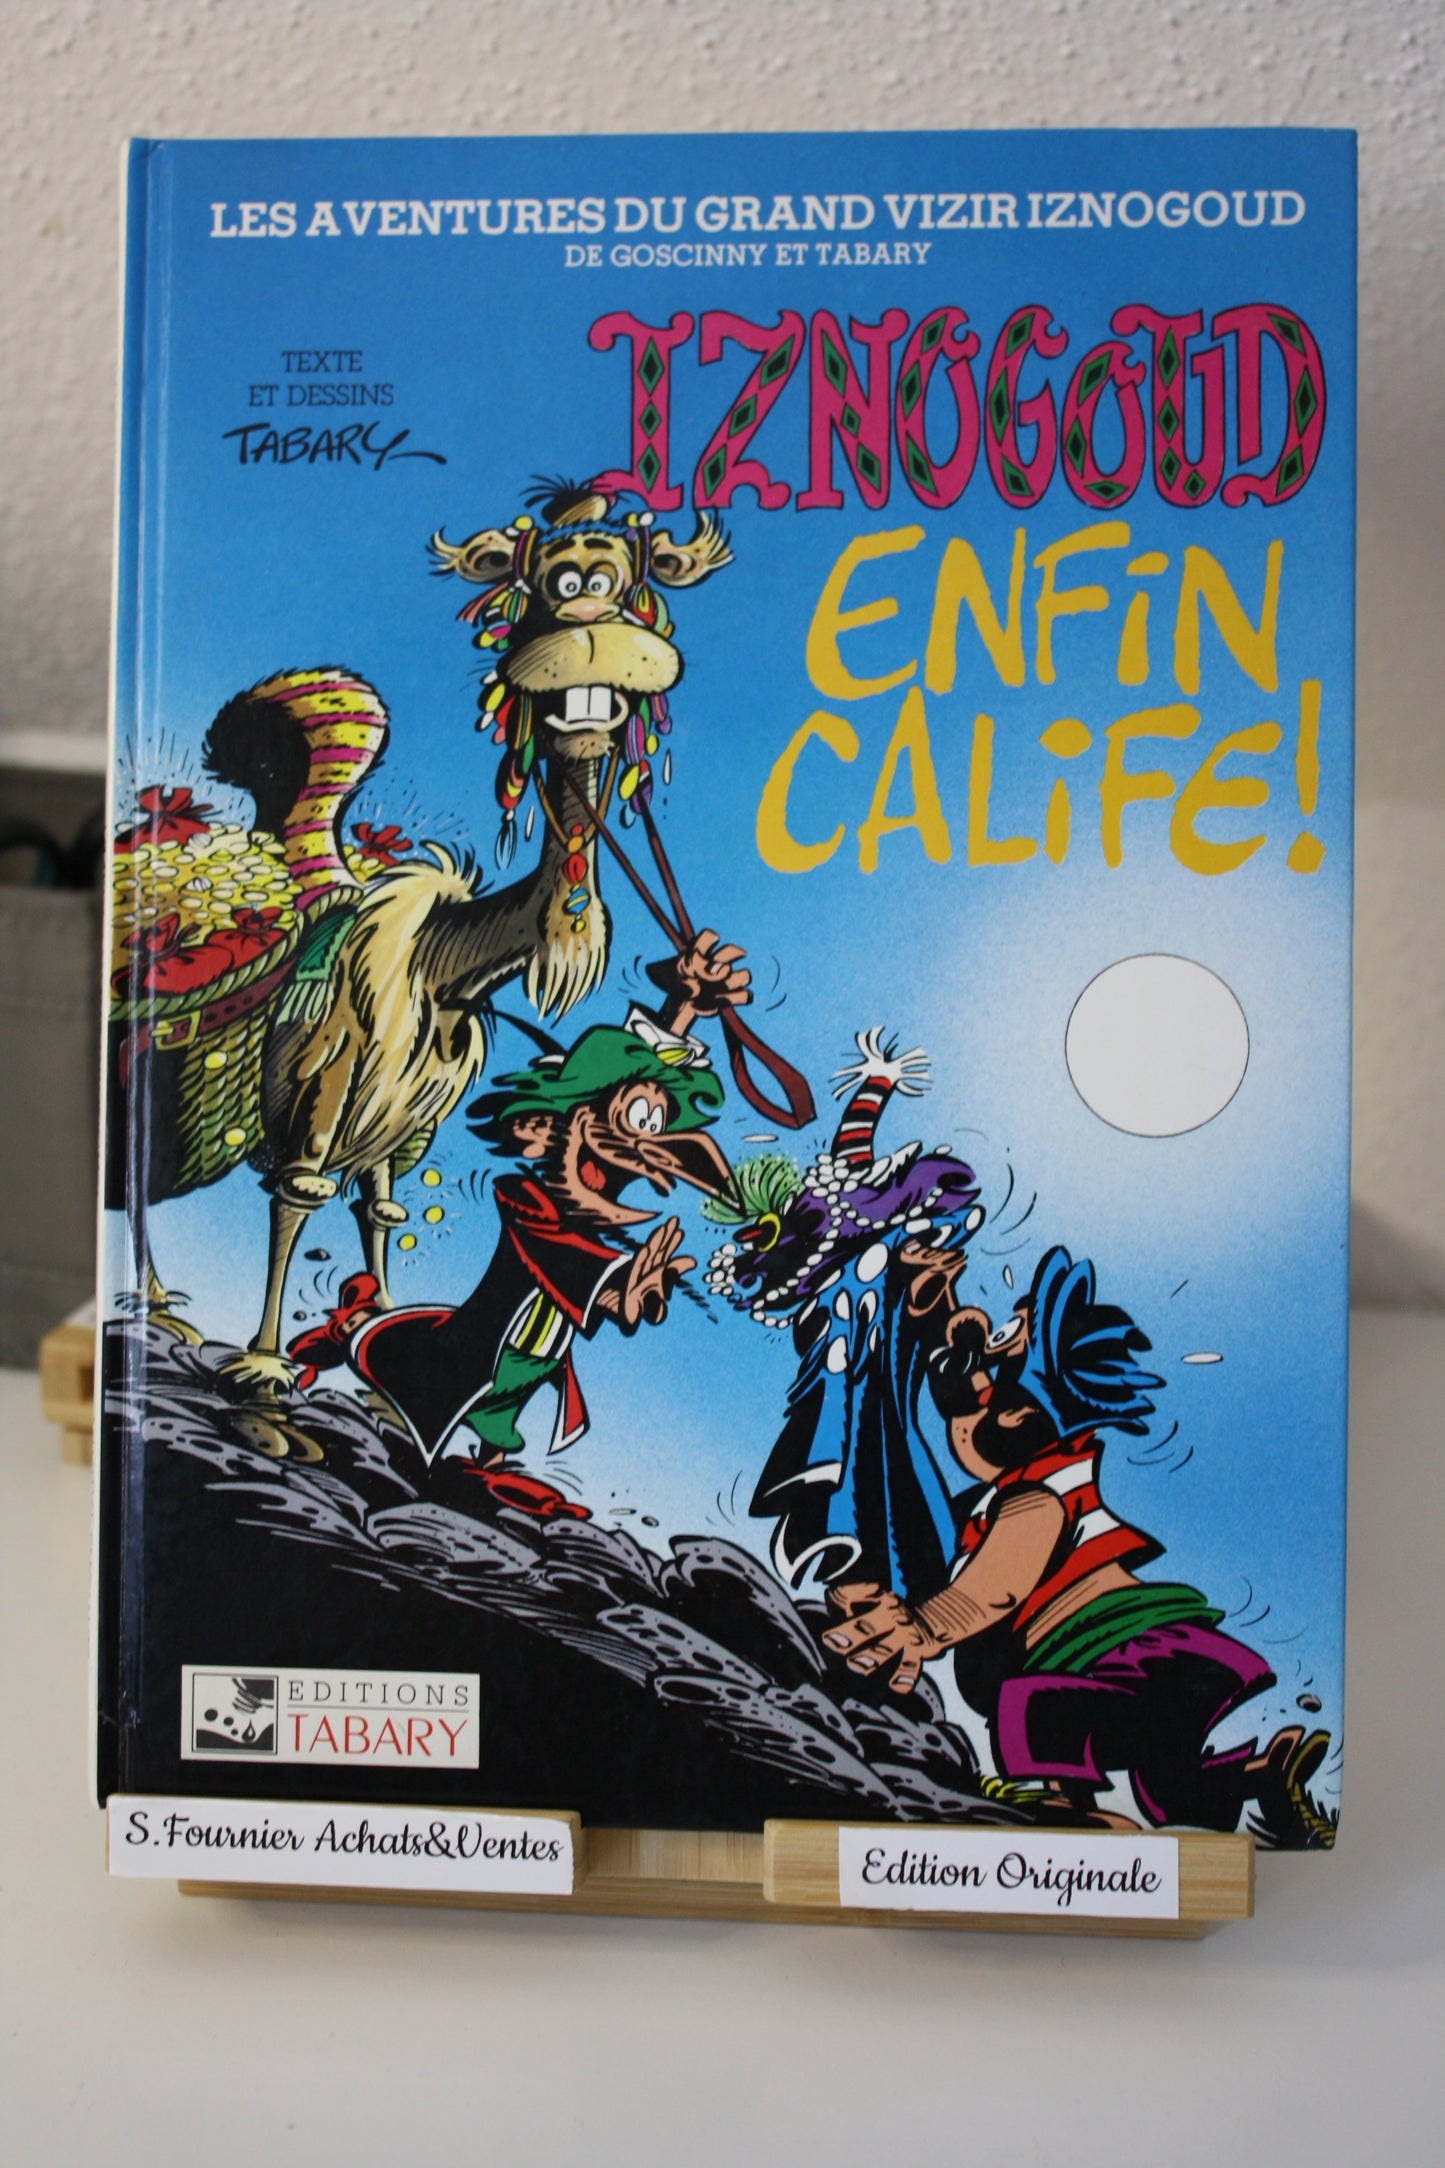 LES AVENTURES DU GRAND VIZIR IZNOGOUD
DE GOSCINNY ET TABARY
TEXTE
ET DESSINS
TABARY
IZNOGOUD
ENFIN
CALIFE!
EDITIONS
TABARY
S.Fournier Achats&Ventes
Edition Originale